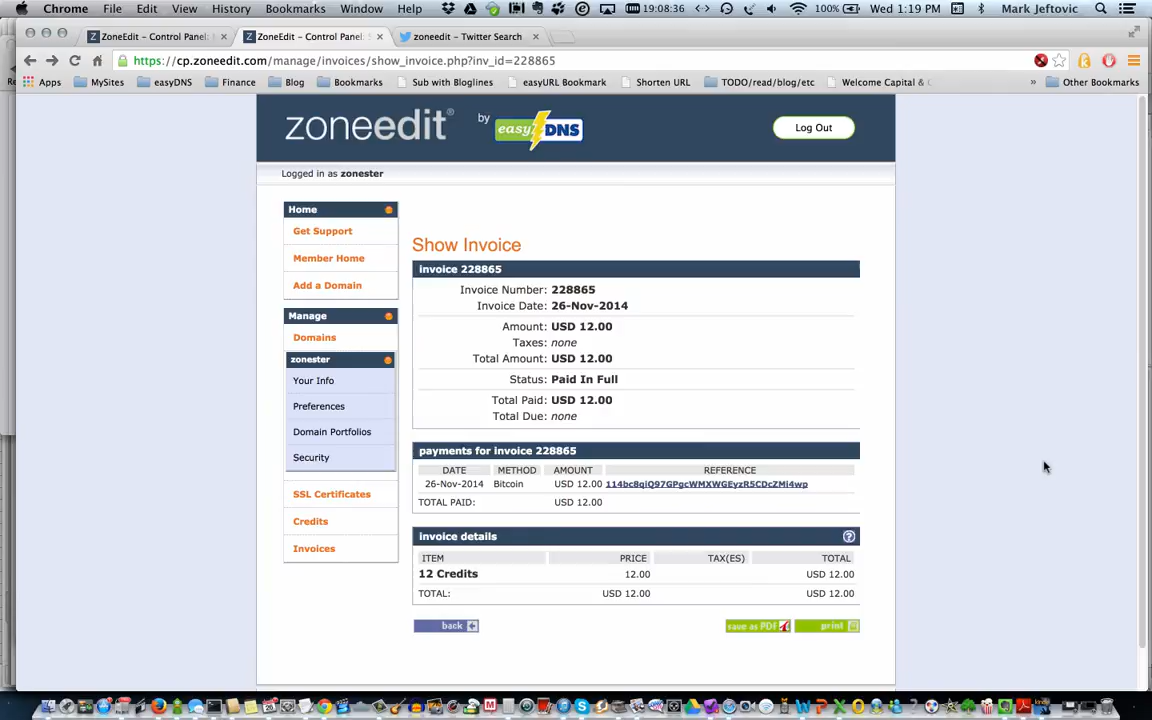 Chrome File Edit View History Bookmarks Window Help 19:08:36 100% Wed 1:19 PM Mark Jeftovic
ZoneEdit - Control Panel: ZoneEdit - Control Panel: zoneedit - Twitter Search
https://cp.zoneedit.com/manage/invoices/show_invoice.php?inv_id=228865
Apps MySites easyDNS Finance Blog Bookmarks Sub with Bloglines easyURL Bookmark Shorten URL TODO/read/blog/etc Welcome Capital & » Other Bookmarks
zoneedit® by easyDNS Log Out
Logged in as zonester
Home
Get Support
Member Home
Add a Domain
Manage
Domains
zonester
Your Info
Preferences
Domain Portfolios
Security
SSL Certificates
Credits
Invoices
Show Invoice
invoice 228865
Invoice Number: 228865
Invoice Date: 26-Nov-2014
Amount: USD 12.00
Taxes: none
Total Amount: USD 12.00
Status: Paid In Full
Total Paid: USD 12.00
Total Due: none
payments for invoice 228865
DATE METHOD AMOUNT REFERENCE
26-Nov-2014 Bitcoin USD 12.00 114bc8qiQ97GPgcWMXWGEyzR5CDcZMi4wp
TOTAL PAID: USD 12.00
invoice details ?
ITEM PRICE TAX(ES) TOTAL
12 Credits 12.00 USD 12.00
TOTAL: USD 12.00 USD 12.00
back save as PDF print